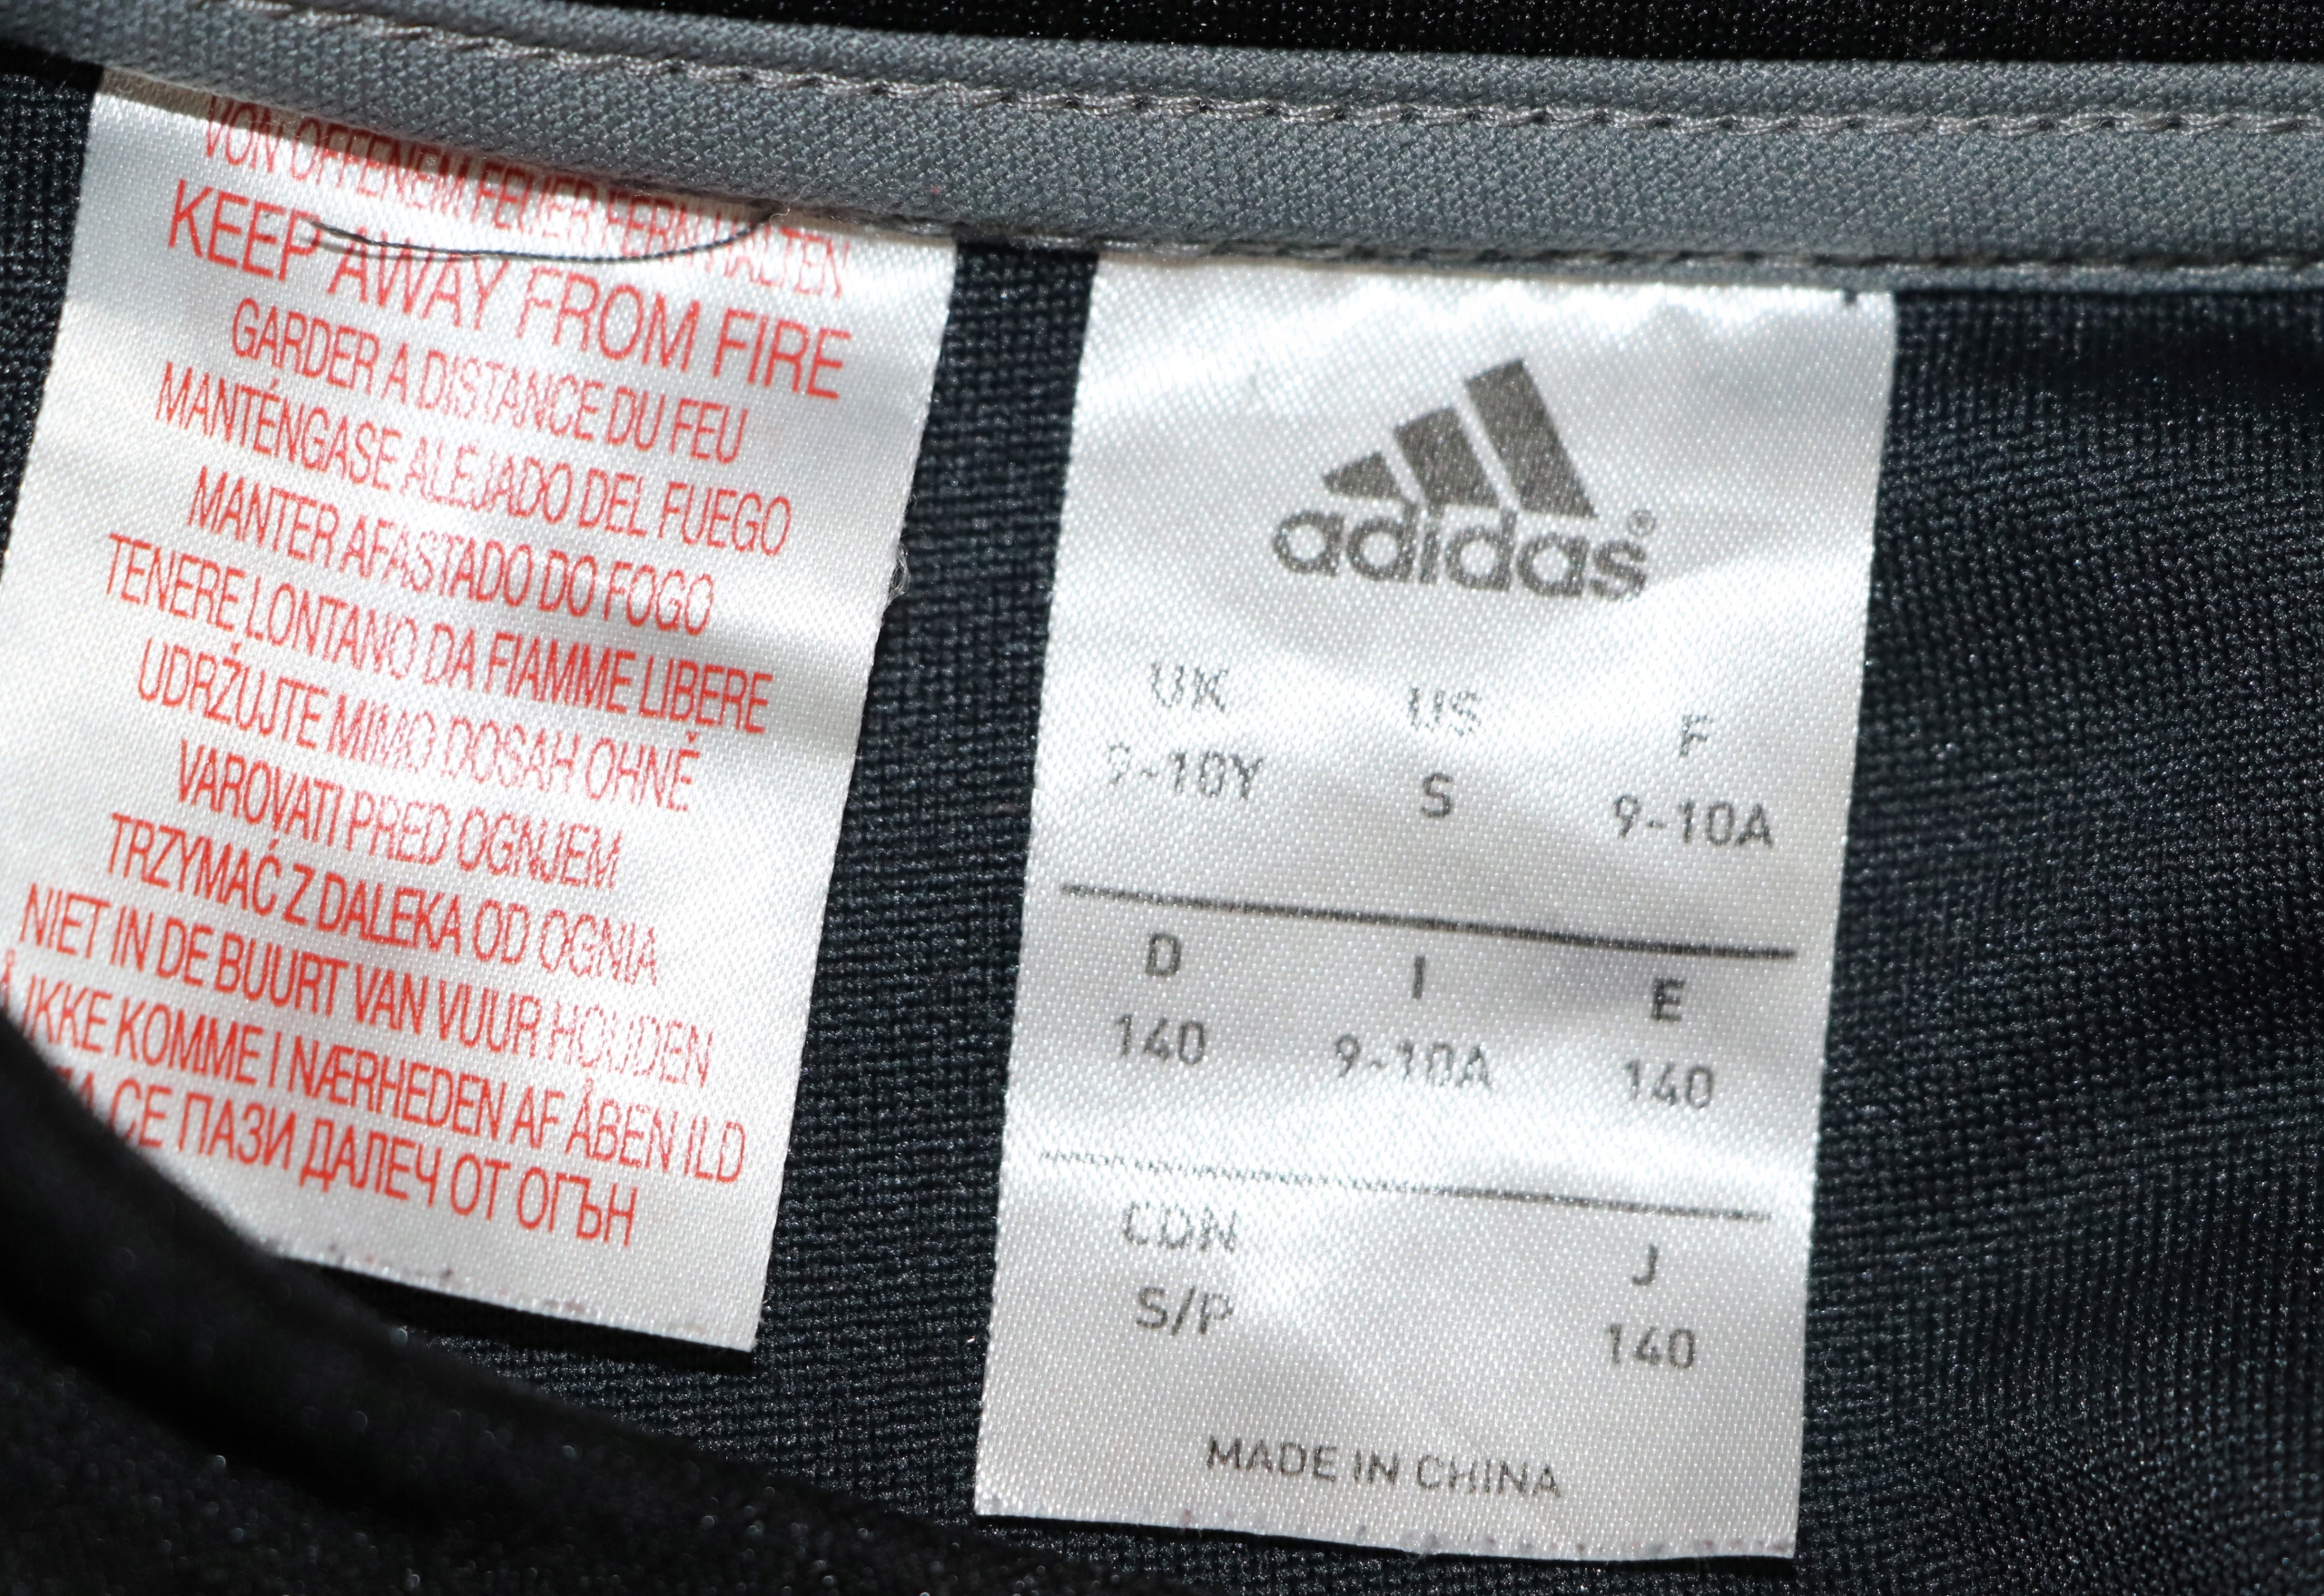 VON OFFENEM FEUER FERNHALTEN
KEEP AWAY FROM FIRE
GARDER A DISTANCE DU FEU
MANTÉNGASE ALEJADO DEL FUEGO
MANTER AFASTADO DO FOGO
TENERE LONTANO DA FIAMME LIBERE
UDRŽUJTE MIMO DOSAH OHNĚ
VAROVATI PRED OGNJEM
TRZYMAĆ Z DALEKA OD OGNIA
NIET IN DE BUURT VAN VUUR HOUDEN
Å IKKE KOMME I NÆRHEDEN AF ÅBEN ILD
СЕ ПАЗИ ДАЛЕЧ ОТ ОГЪН
adidas®
UK US F
9-10Y S 9-10A
D I E
140 9-10A 140
CDN J
S/P 140
MADE IN CHINA